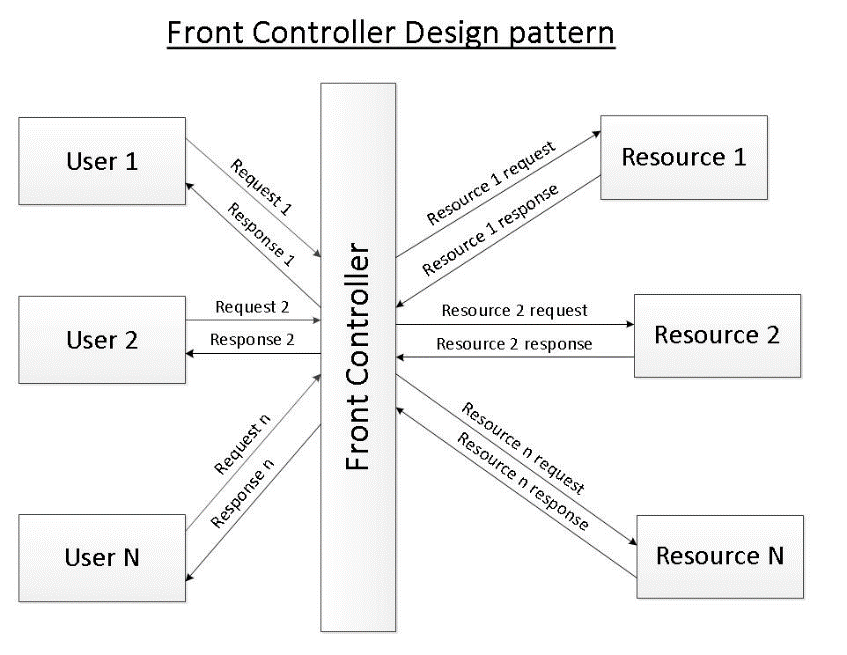 Front Controller Design pattern
User 1
Request 1
Response 1
User 2
Request 2
Response 2
User N
Request n
Response n
Front Controller
Resource 1 request
Resource 1 response
Resource 1
Resource 2 request
Resource 2 response
Resource 2
Resource n request
Resource n response
Resource N